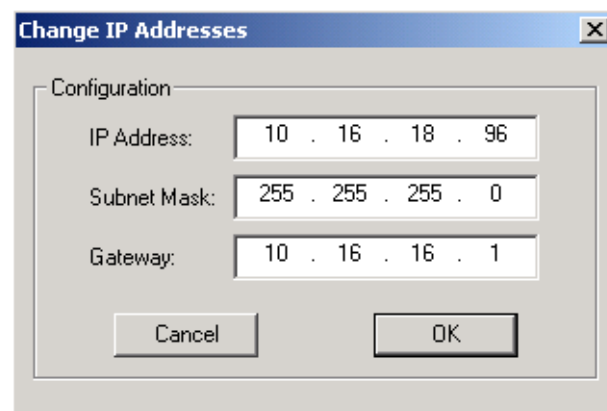 Change IP Addresses
Configuration
IP Address: 10 . 16 . 18 . 96
Subnet Mask: 255 . 255 . 255 . 0
Gateway: 10 . 16 . 16 . 1
Cancel OK